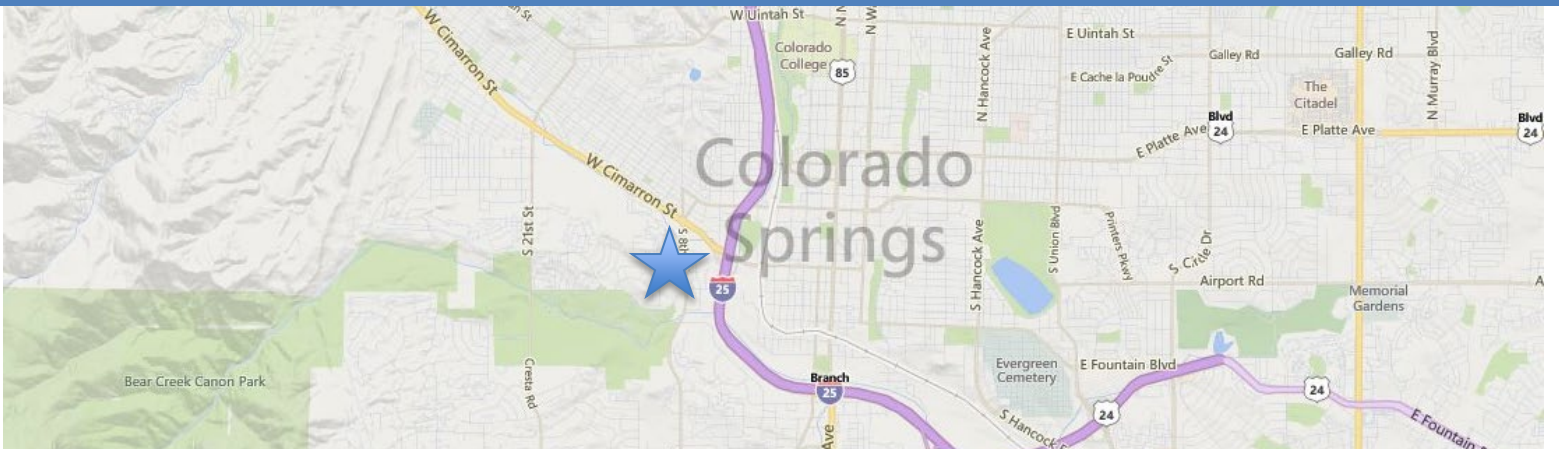 W Uintah St
W Cimarron St
Colorado
College
85
N Hancock Ave
E Uintah St
E Cache la Poudre St
Galley Rd
Galley Rd
The
Citadel
N Murray Blvd
Blvd
24
Blvd
24
E Platte Ave
E Platte Ave
W Cimarron St
Colorado
Springs
S 21st St
S 8th
25
S Hancock Ave
S Union Blvd
Printers Pkwy
S Circle Dr
Airport Rd
Memorial
Gardens
Bear Creek Canon Park
Cresta Rd
Branch
25
Ave
Evergreen
Cemetery
E Fountain Blvd
24
24
S Hancock
E Fountain